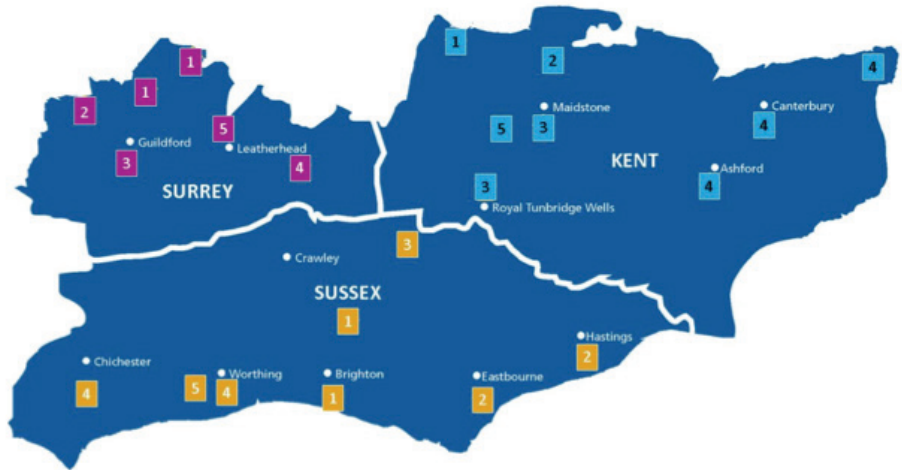 1
2
4
1
1
2
Maidstone
Canterbury
5
3
4
5
Guildford
Leatherhead
3
4
KENT
Ashford
SURREY
3
4
Royal Tunbridge Wells
3
Crawley
SUSSEX
1
Hastings
2
Chichester
Worthing
Brighton
Eastbourne
4
5
4
1
2